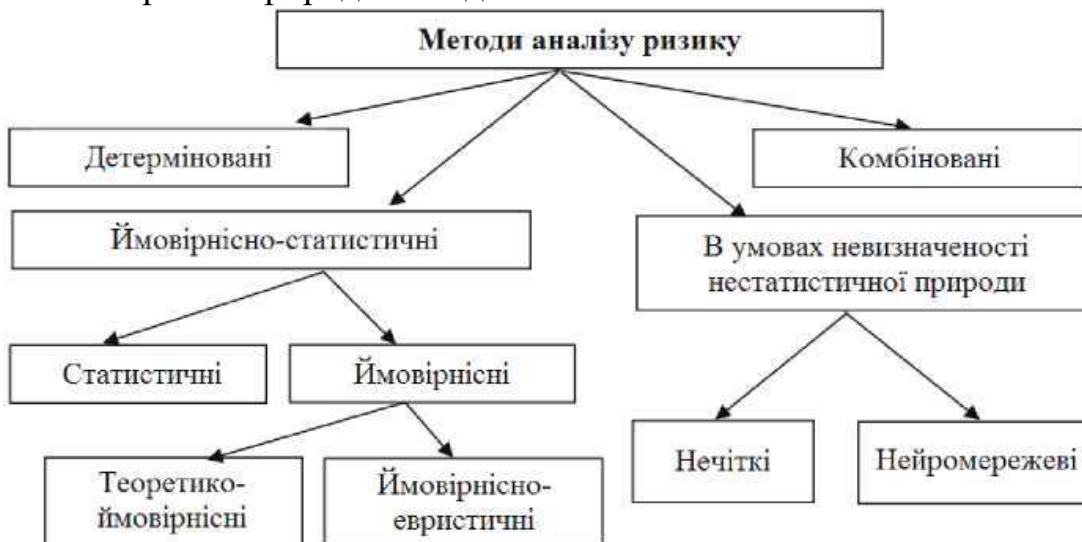 Методи аналізу ризику
Детерміновані
Комбіновані
Ймовірнісно-статистичні
В умовах невизначеності
нестатистичної природи
Статистичні
Ймовірнісні
Нечіткі
Нейромережеві
Теоретико-
ймовірнісні
Ймовірнісно-
евристичні